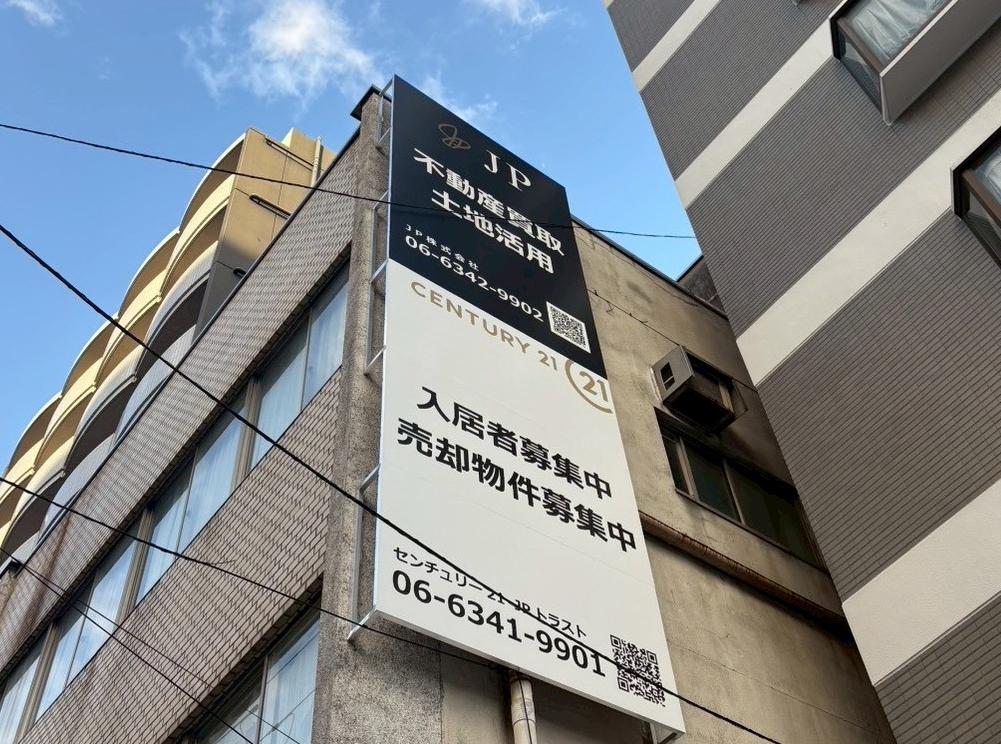 JP
不動産買取
土地活用
JP株式会社
06-6342-9902
CENTURY 21
21
入居者募集中
売却物件募集中
センチュリー21 JPトラスト
06-6341-9901